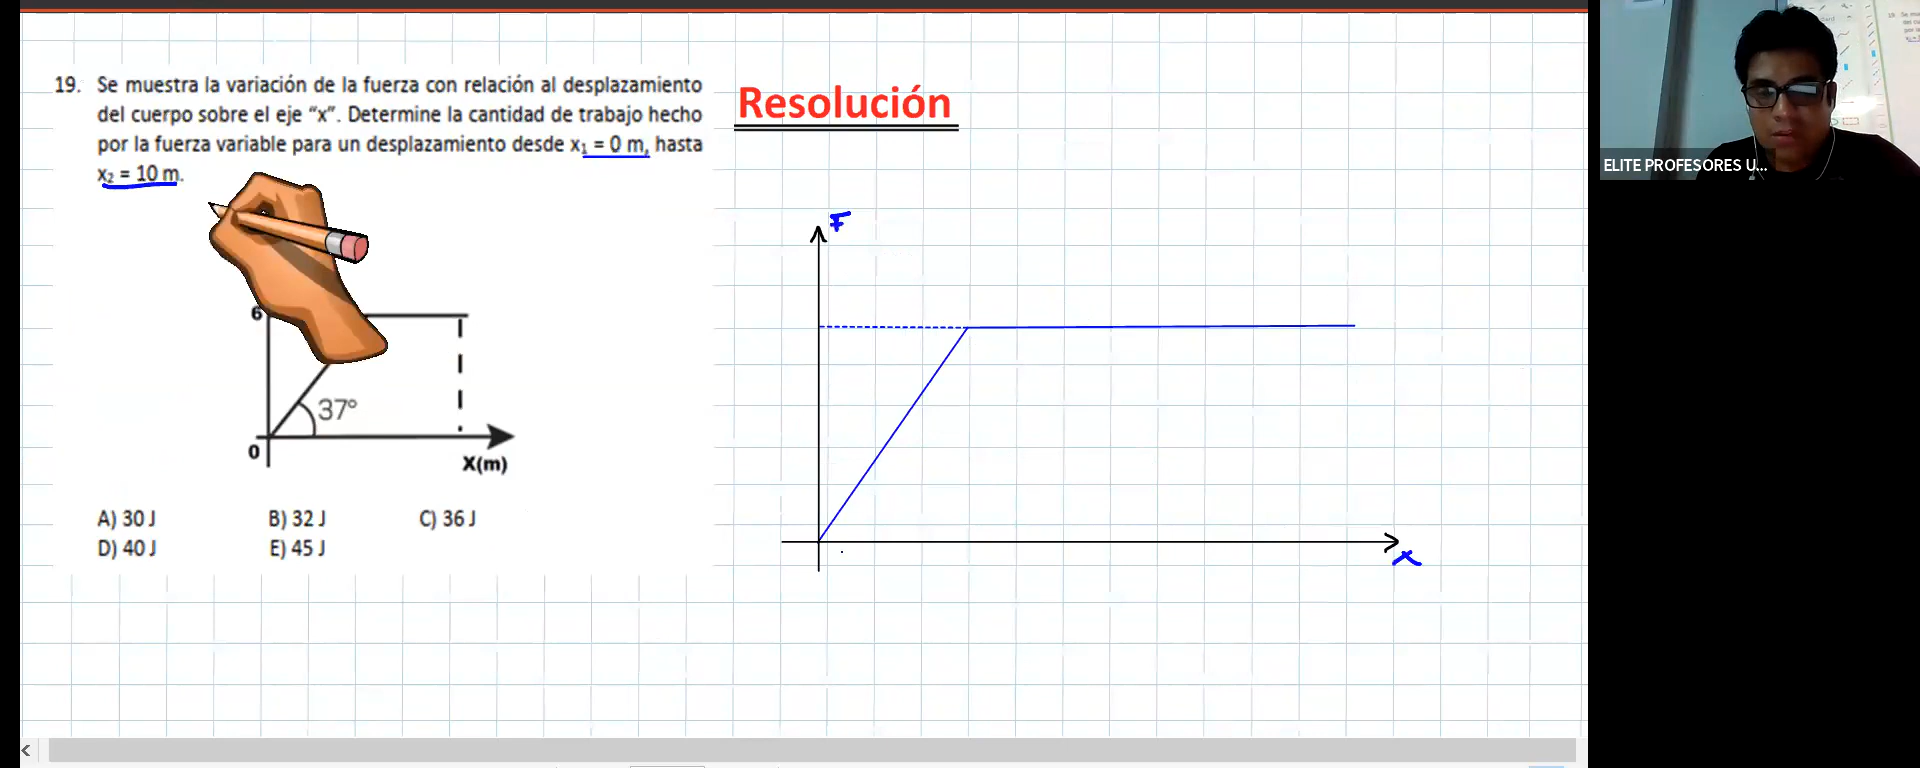 19. Se muestra la variación de la fuerza con relación al desplazamiento
del cuerpo sobre el eje “x”. Determine la cantidad de trabajo hecho
por la fuerza variable para un desplazamiento desde x₁ = 0 m, hasta
x₂ = 10 m.
6
37°
0
X(m)
A) 30 J B) 32 J C) 36 J
D) 40 J E) 45 J
Resolución
F
x
ELITE PROFESORES U...